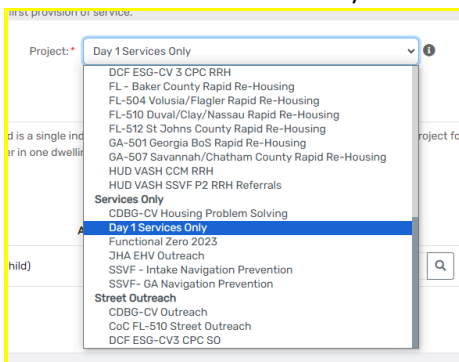 first provision of service.
Project: * Day 1 Services Only
DCF ESG-CV 3 CPC RRH
FL - Baker County Rapid Re-Housing
FL-504 Volusia/Flagler Rapid Re-Housing
FL-510 Duval/Clay/Nassau Rapid Re-Housing
FL-512 St Johns County Rapid Re-Housing
GA-501 Georgia BoS Rapid Re-Housing
d is a single ind
roject fo
GA-507 Savannah/Chatham County Rapid Re-Housing
er in one dwellin
HUD VASH CCM RRH
HUD VASH SSVF P2 RRH Referrals
Services Only
CDBG-CV Housing Problem Solving
Day 1 Services Only
Functional Zero 2023
JHA EHV Outreach
hild)
SSVF - Intake Navigation Prevention
SSVF- GA Navigation Prevention
Street Outreach
CDBG-CV Outreach
CoC FL-510 Street Outreach
DCF ESG-CV3 CPC SO